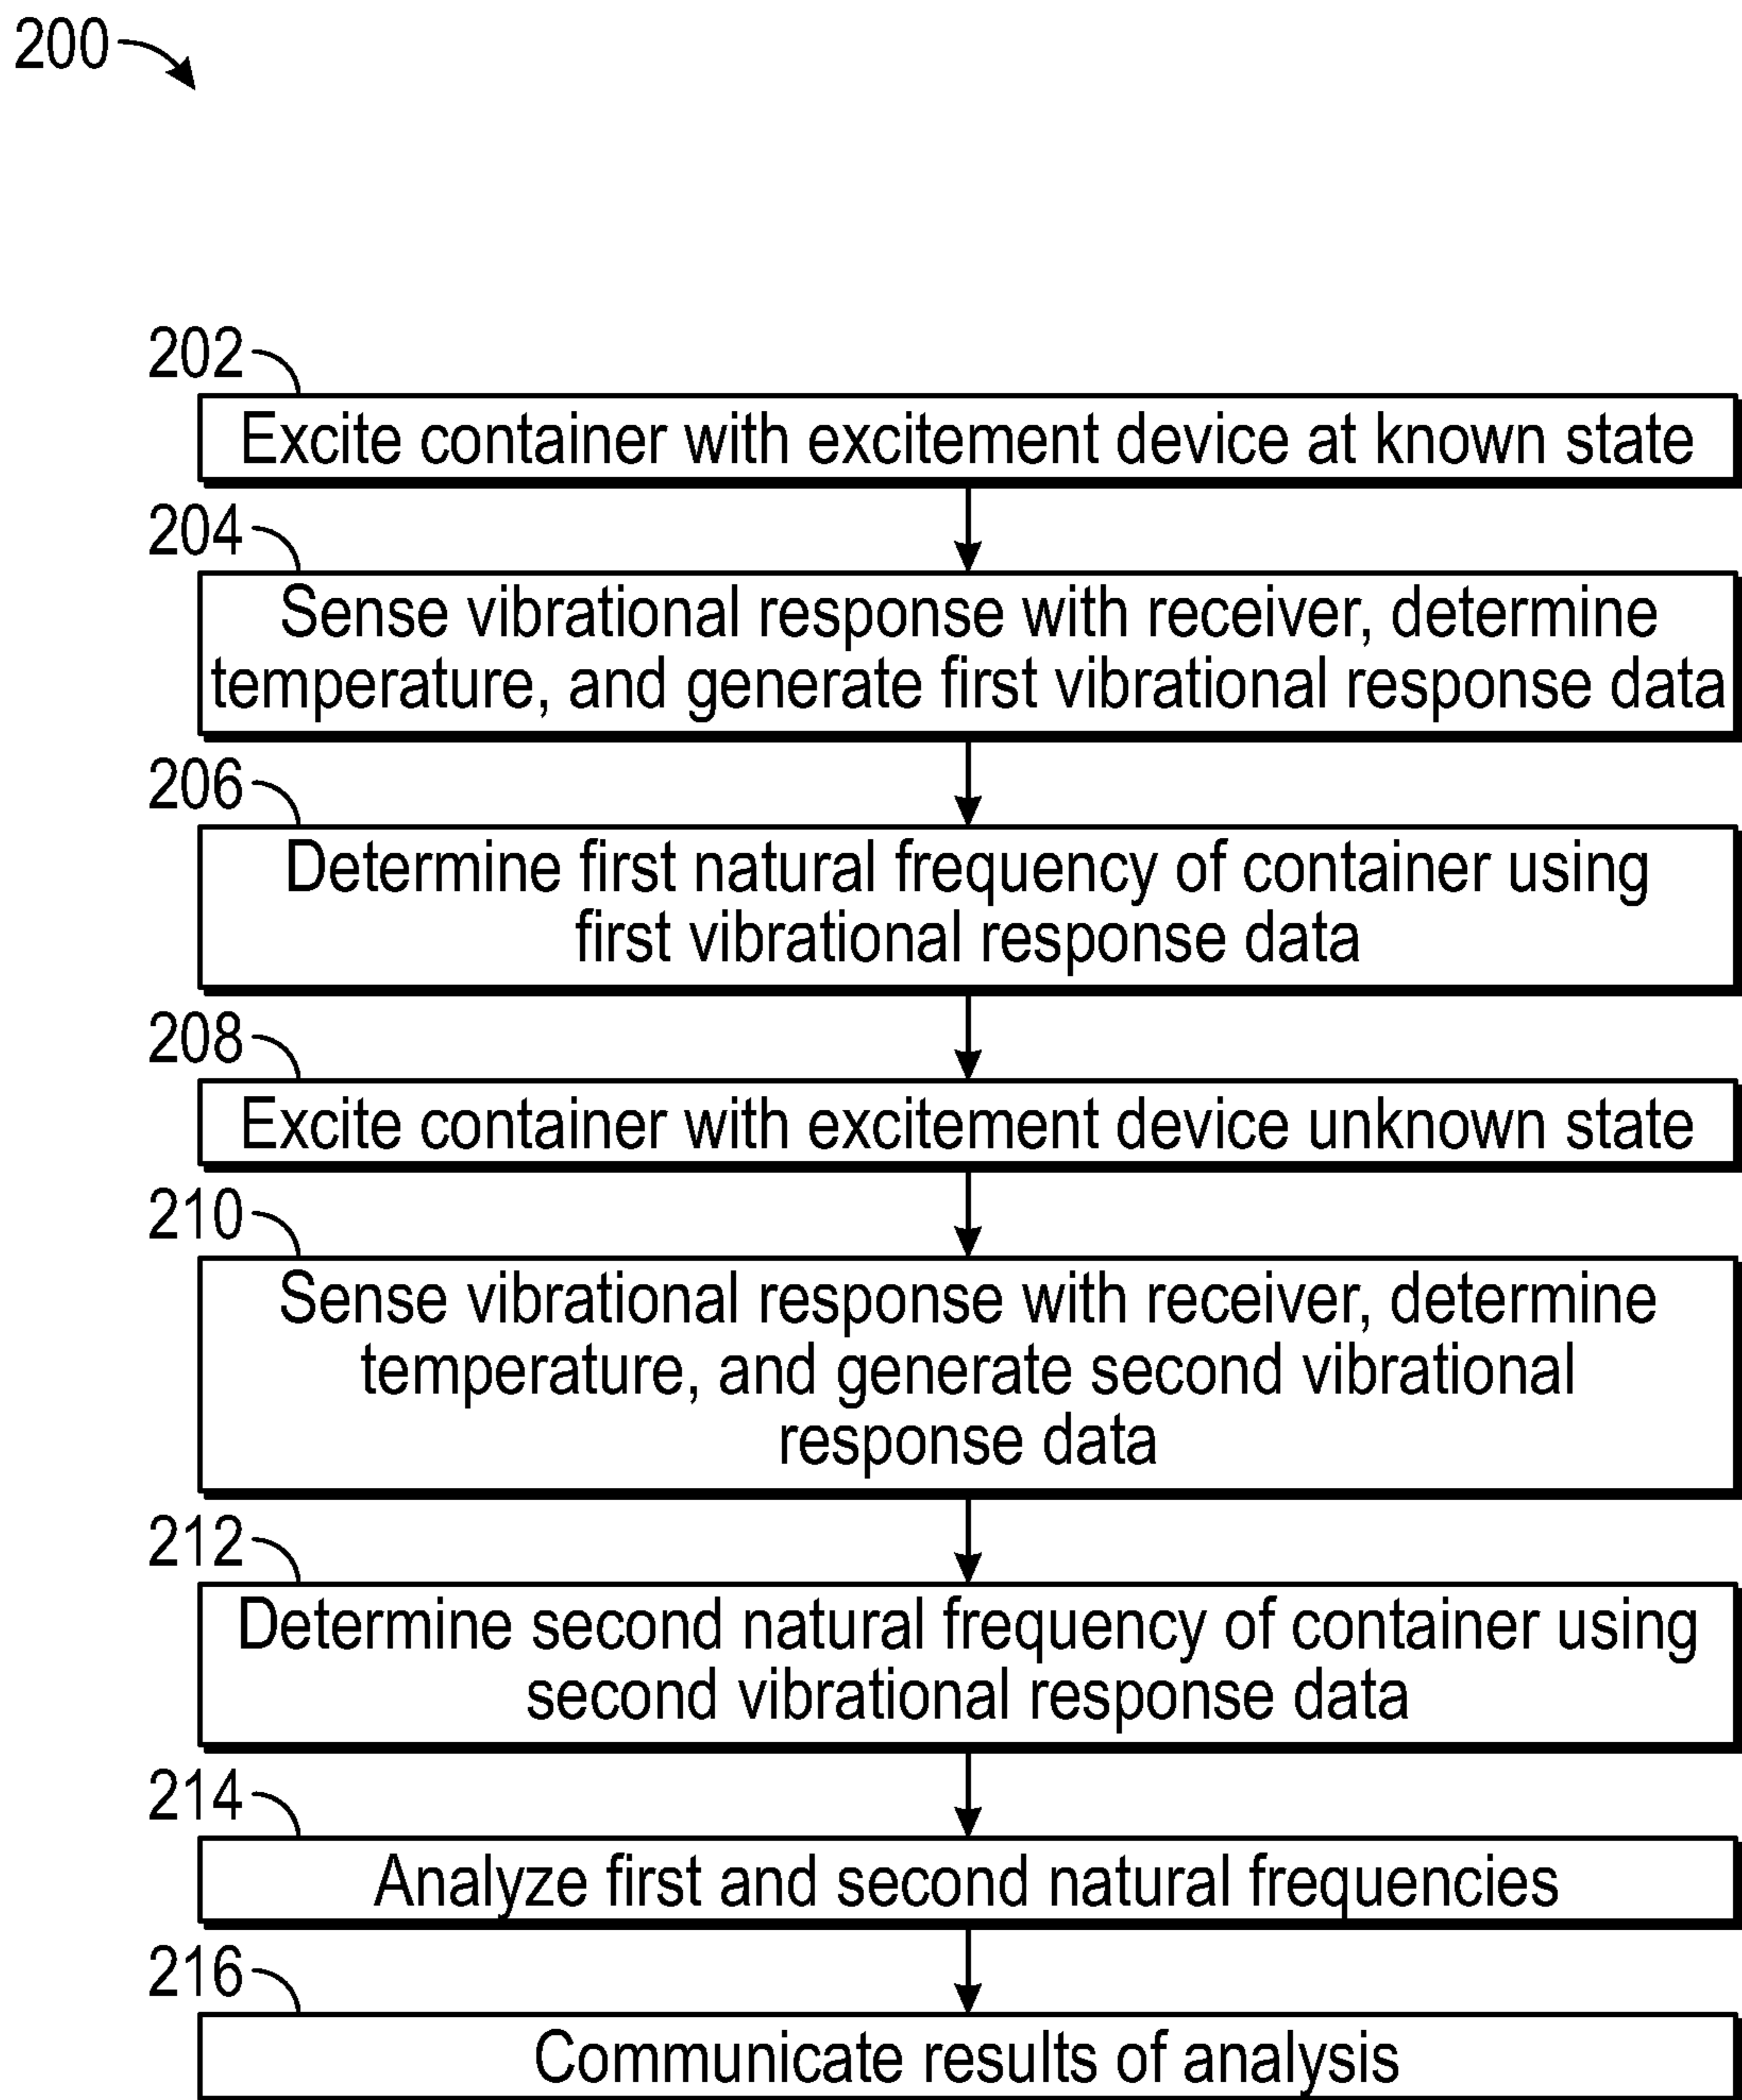 200
202
Excite container with excitement device at known state
204
Sense vibrational response with receiver, determine
temperature, and generate first vibrational response data
206
Determine first natural frequency of container using
first vibrational response data
208
Excite container with excitement device unknown state
210
Sense vibrational response with receiver, determine
temperature, and generate second vibrational
response data
212
Determine second natural frequency of container using
second vibrational response data
214
Analyze first and second natural frequencies
216
Communicate results of analysis